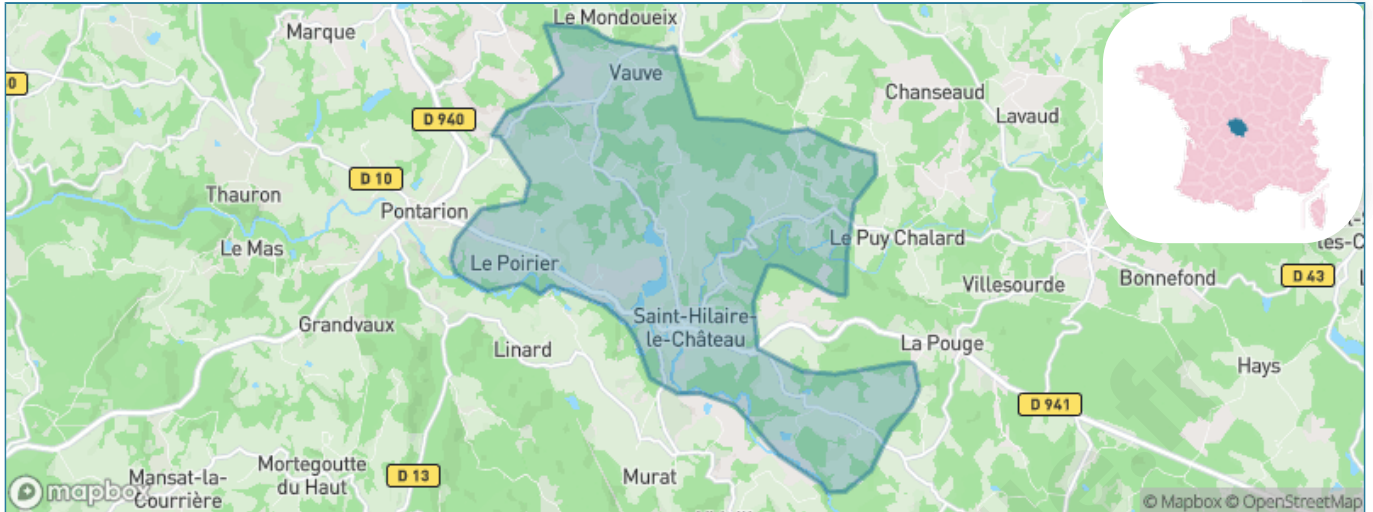 Le Mondoueix
Marque
Vauve
0
Chanseaud
D 940
Lavaud
D 10
Thauron
Pontarion
Le Mas
Le Puy Chalard
Le Poirier
Villesourde
Bonnefond
D 43
Saint-Hilaire-
le-Château
Grandvaux
Linard
La Pouge
Hays
D 941
Mansat-la-
Courrière
Mortegoutte
du Haut
D 13
Murat
mapbox
© Mapbox © OpenStreetMap